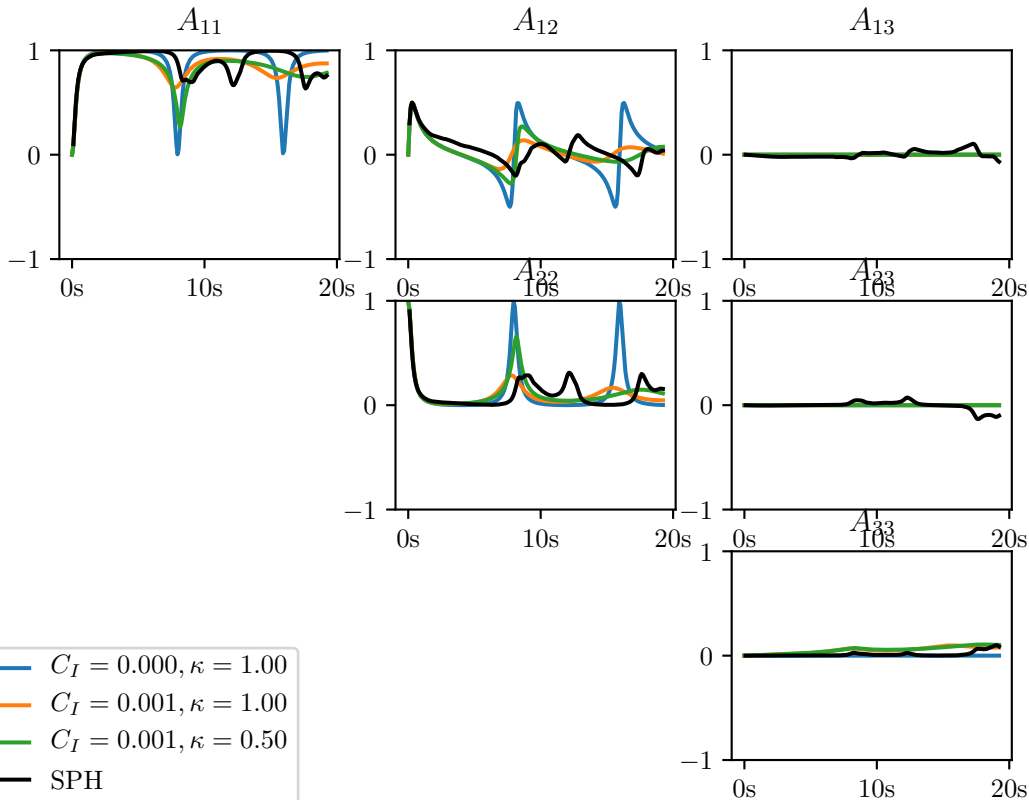 A₁₁ A₁₂ A₁₃
1 1 1
0 0 0
−1 −1 −1
0s 10s 20s 0s 10s 20s 0s 10s 20s
A₂₂ A₂₃
1 1
0 0
−1 −1
0s 10s 20s 0s 10s 20s
A₃₃
1
0
−1
0s 10s 20s
C_I = 0.000, κ = 1.00
C_I = 0.001, κ = 1.00
C_I = 0.001, κ = 0.50
SPH